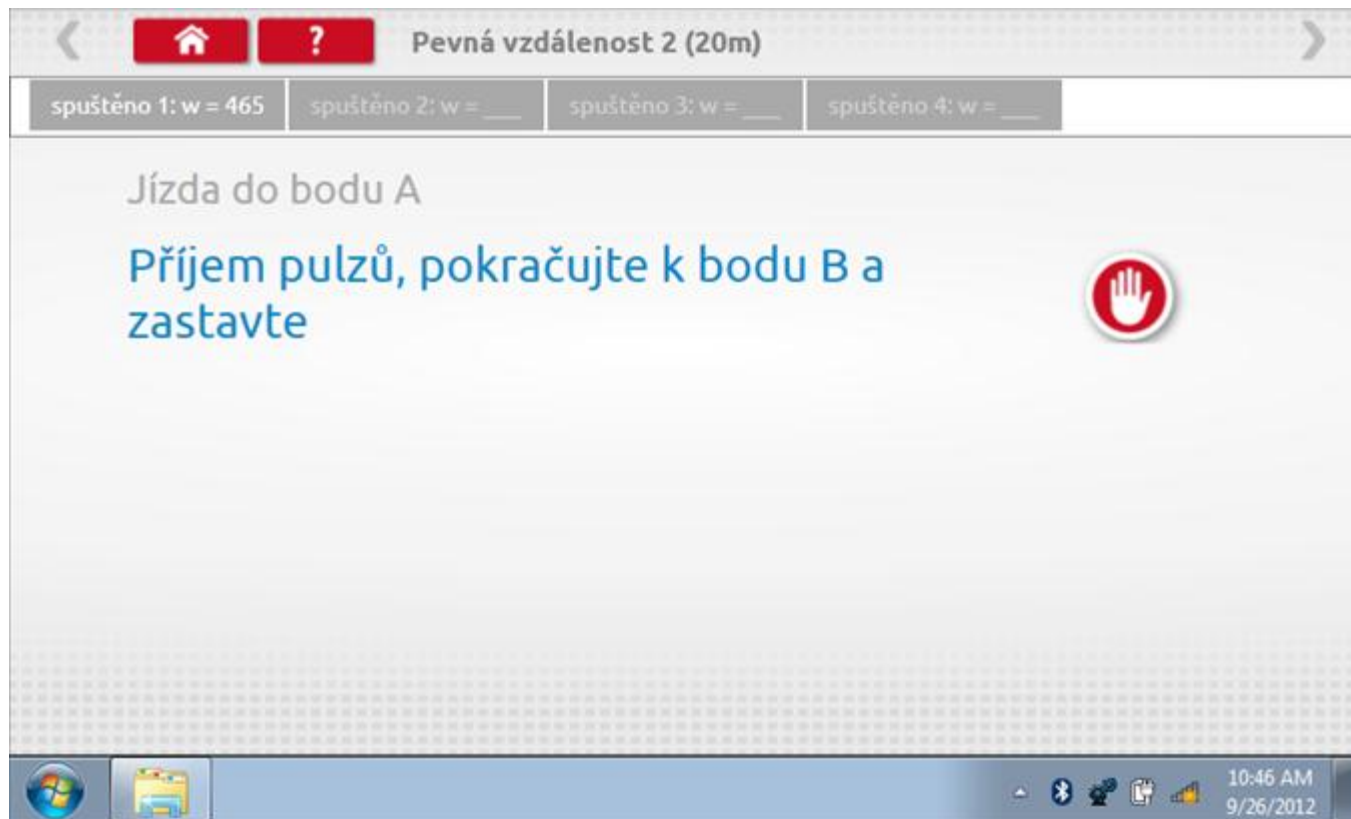 ? Pevná vzdálenost 2 (20m)
spuštěno 1: w = 465 spuštěno 2: w = ___ spuštěno 3: w = ___ spuštěno 4: w = ___
Jízda do bodu A
Příjem pulzů, pokračujte k bodu B a
zastavte
10:46 AM
9/26/2012